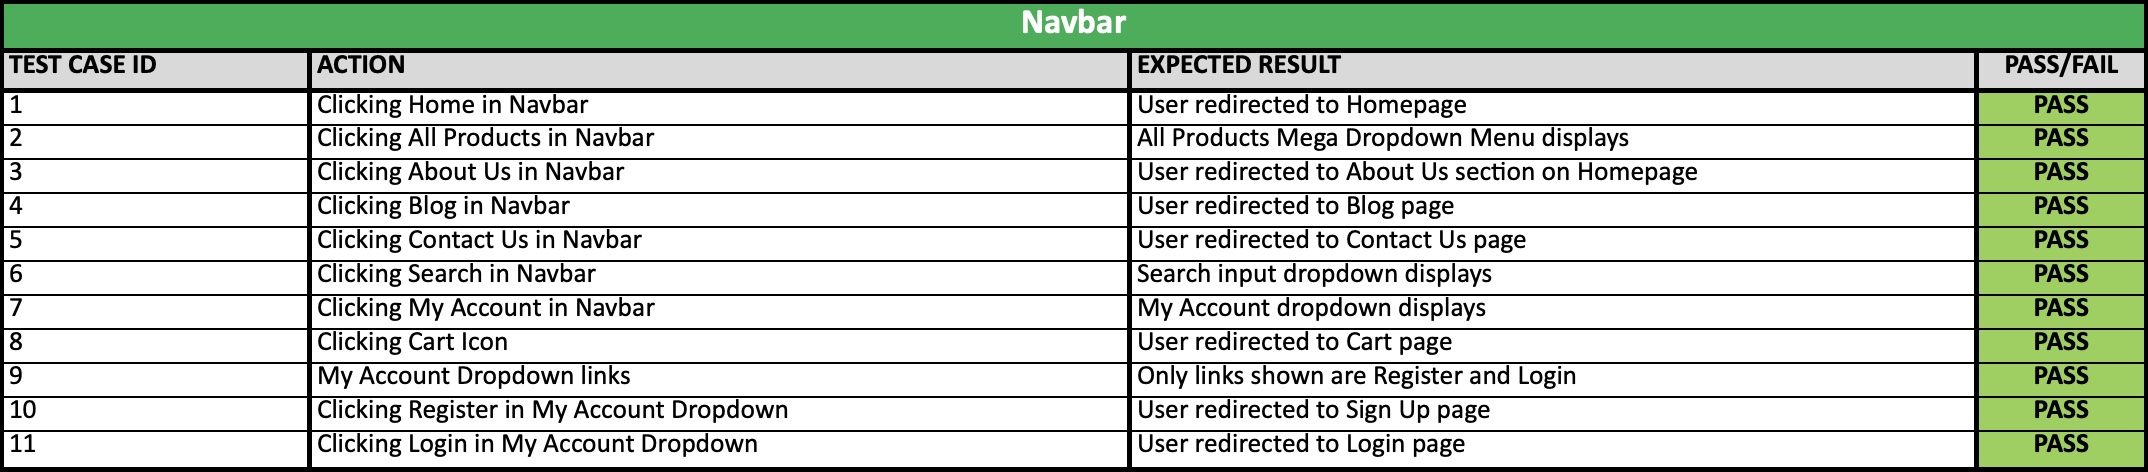 Navbar
TEST CASE ID ACTION EXPECTED RESULT PASS/FAIL
1 Clicking Home in Navbar User redirected to Homepage PASS
2 Clicking All Products in Navbar All Products Mega Dropdown Menu displays PASS
3 Clicking About Us in Navbar User redirected to About Us section on Homepage PASS
4 Clicking Blog in Navbar User redirected to Blog page PASS
5 Clicking Contact Us in Navbar User redirected to Contact Us page PASS
6 Clicking Search in Navbar Search input dropdown displays PASS
7 Clicking My Account in Navbar My Account dropdown displays PASS
8 Clicking Cart Icon User redirected to Cart page PASS
9 My Account Dropdown links Only links shown are Register and Login PASS
10 Clicking Register in My Account Dropdown User redirected to Sign Up page PASS
11 Clicking Login in My Account Dropdown User redirected to Login page PASS